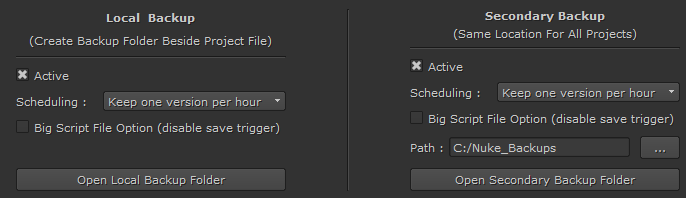 Local Backup
(Create Backup Folder Beside Project File)
Active
Scheduling : Keep one version per hour
Big Script File Option (disable save trigger)
Open Local Backup Folder
Secondary Backup
(Same Location For All Projects)
Active
Scheduling : Keep one version per hour
Big Script File Option (disable save trigger)
Path : C:/Nuke_Backups ...
Open Secondary Backup Folder